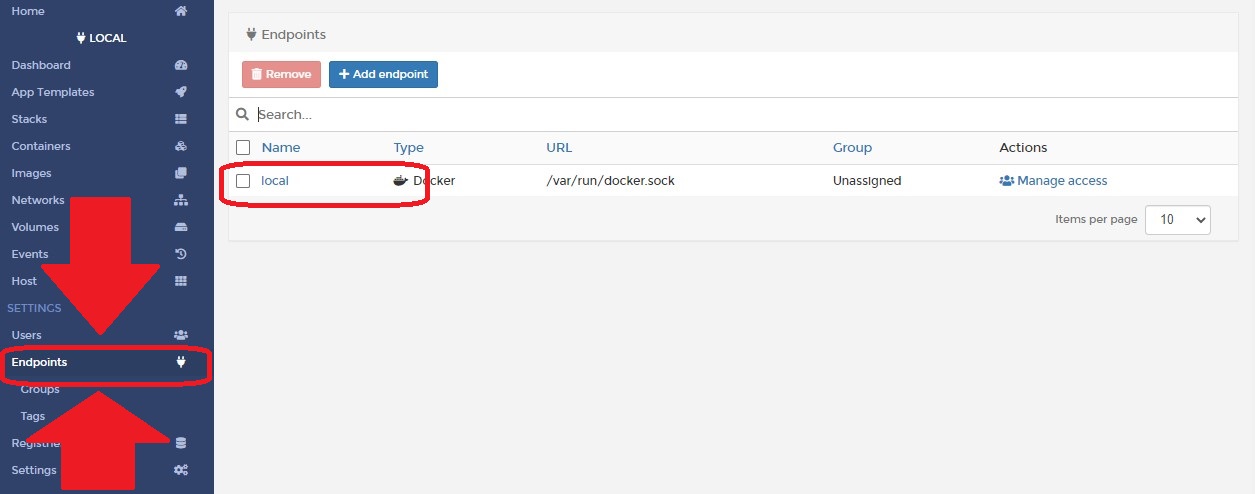 Home
LOCAL
Dashboard
App Templates
Stacks
Containers
Images
Networks
Volumes
Events
Host
SETTINGS
Users
Endpoints
Groups
Tags
Settings
Endpoints
Remove
Add endpoint
Search...
Name Type URL Group Actions
local Docker /var/run/docker.sock Unassigned Manage access
Items per page 10